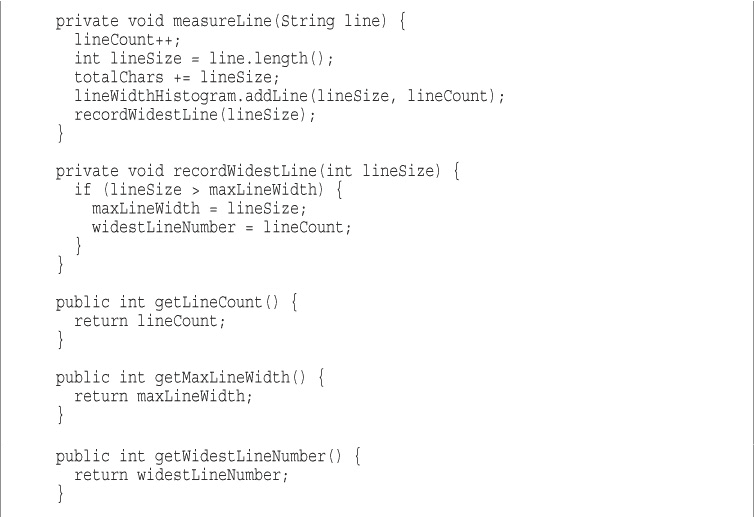 private void measureLine(String line) {
  lineCount++;
  int lineSize = line.length();
  totalChars += lineSize;
  lineWidthHistogram.addLine(lineSize, lineCount);
  recordWidestLine(lineSize);
}

private void recordWidestLine(int lineSize) {
  if (lineSize > maxLineWidth) {
    maxLineWidth = lineSize;
    widestLineNumber = lineCount;
  }
}

public int getLineCount() {
  return lineCount;
}

public int getMaxLineWidth() {
  return maxLineWidth;
}

public int getWidestLineNumber() {
  return widestLineNumber;
}